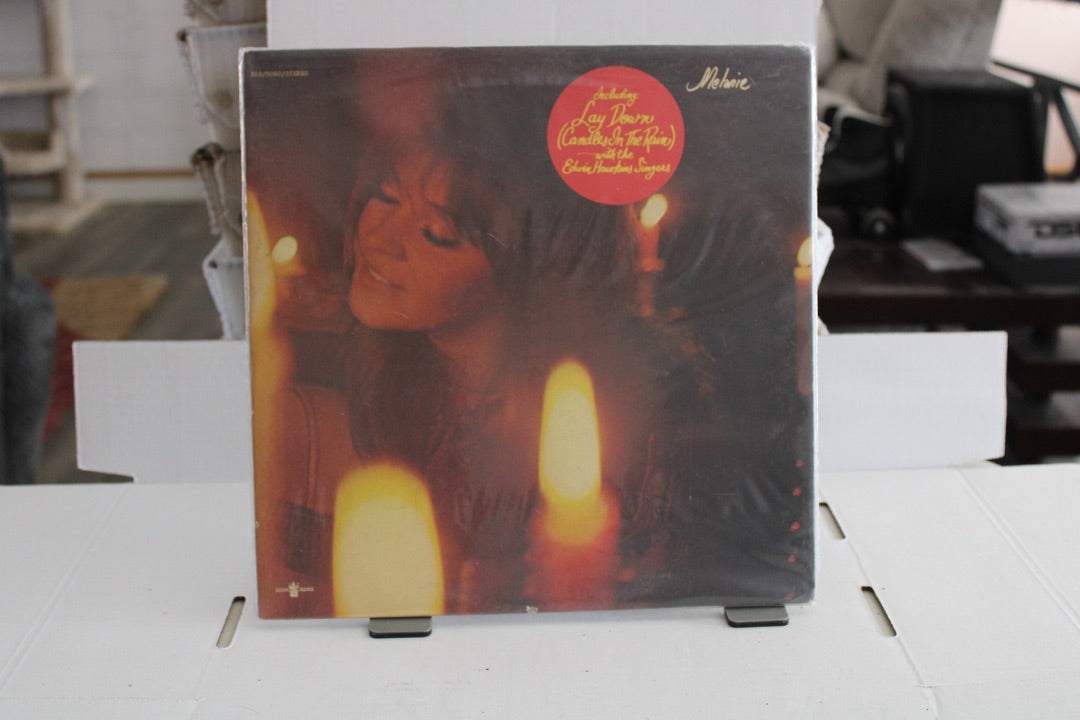 Melanie
Including:
Lay Down
(Candles In The Rain)
with the
Edwin Hawkins Singers